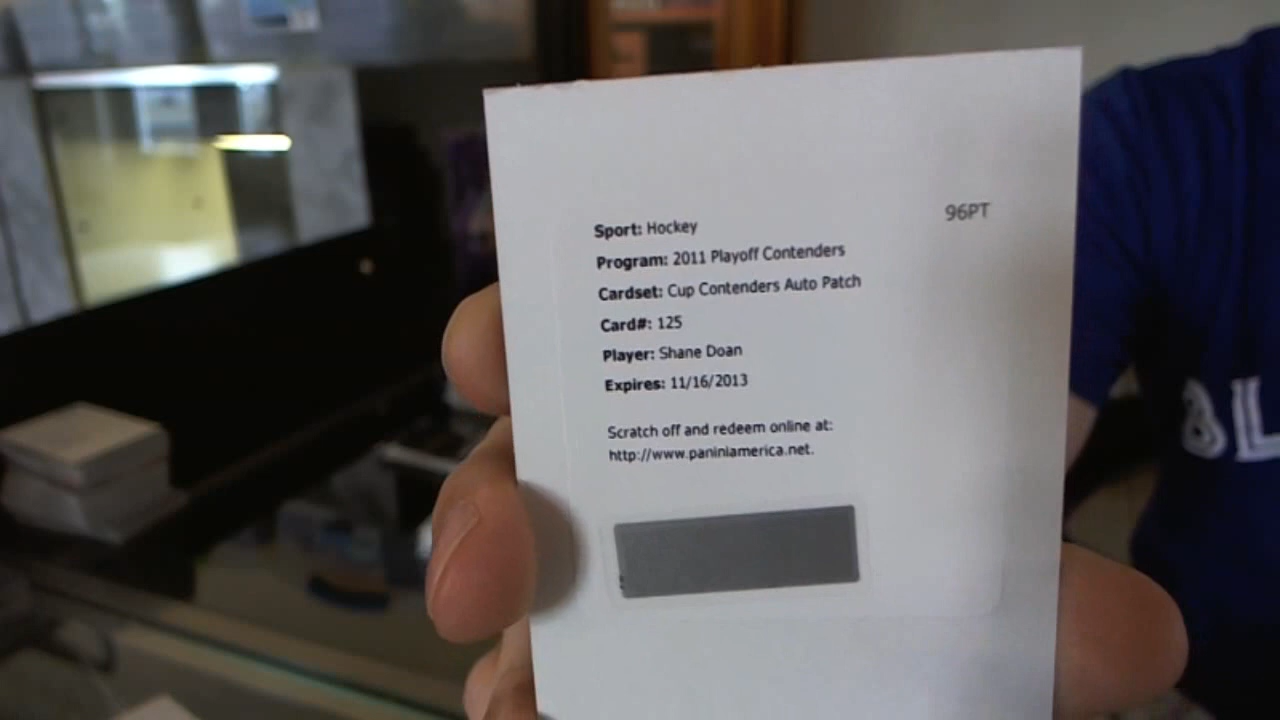 96PT
Sport: Hockey
Program: 2011 Playoff Contenders
Cardset: Cup Contenders Auto Patch
Card#: 125
Player: Shane Doan
Expires: 11/16/2013
Scratch off and redeem online at:
http://www.paniniamerica.net.
BL